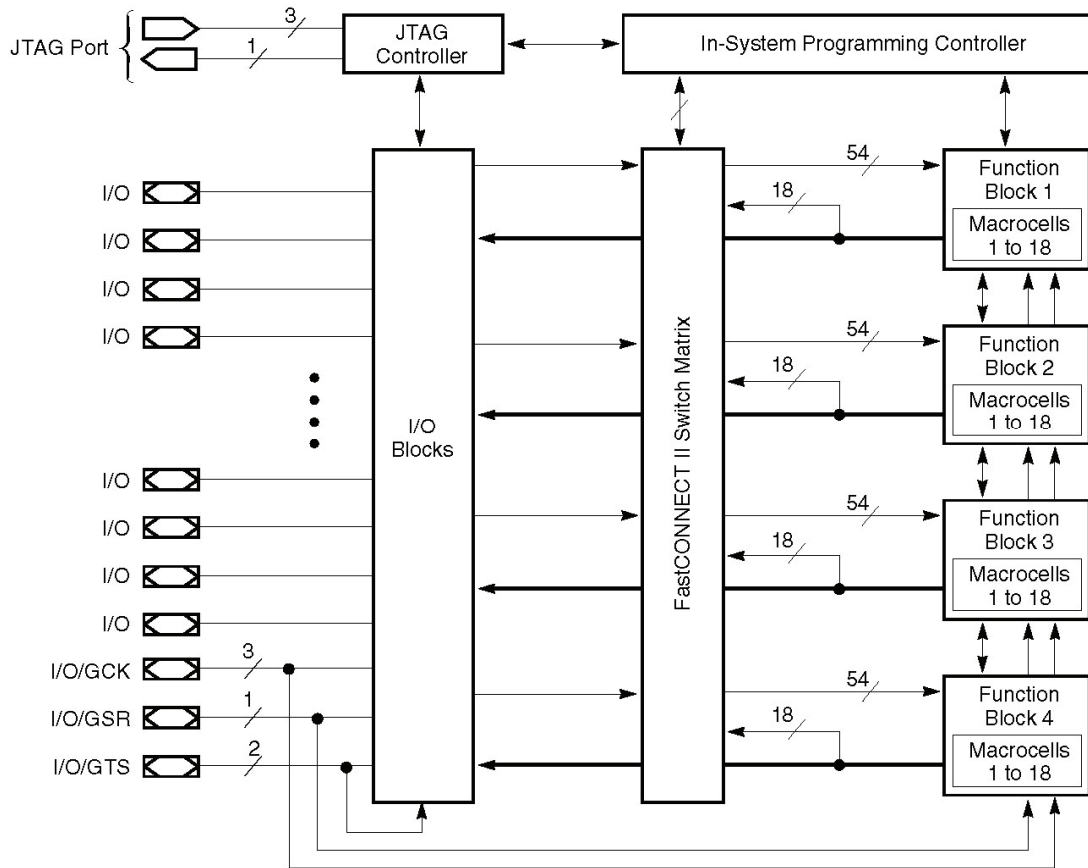 JTAG Port
3
1
JTAG
Controller
In-System Programming Controller
I/O
I/O
I/O
I/O
I/O
I/O
I/O
I/O
I/O/GCK
3
I/O/GSR
1
I/O/GTS
2
I/O
Blocks
FastCONNECT II Switch Matrix
54
18
Function
Block 1
Macrocells
1 to 18
54
18
Function
Block 2
Macrocells
1 to 18
54
18
Function
Block 3
Macrocells
1 to 18
54
18
Function
Block 4
Macrocells
1 to 18